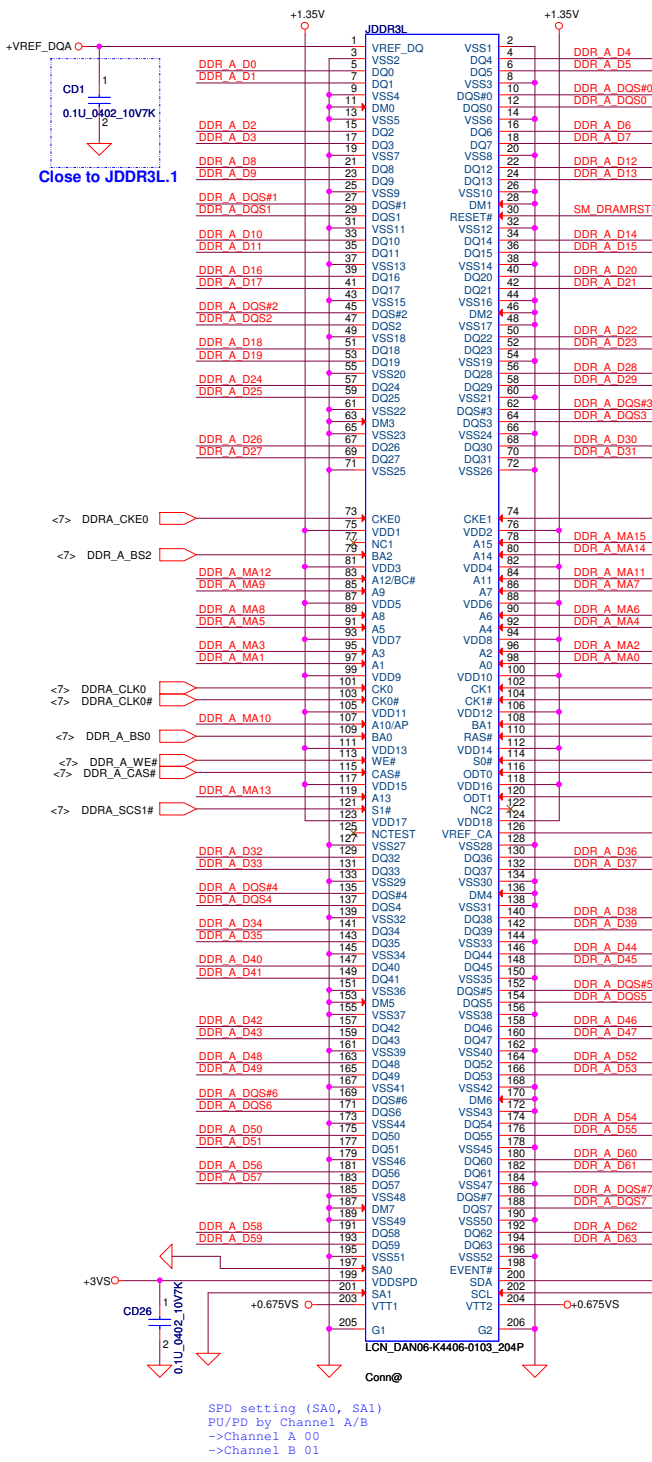 +1.35V +1.35V
JDDR3L
+VREF_DQA 1 VREF_DQ VSS1 2
3 VSS2 DQ4 4 DDR_A_D4
DDR_A_D0 5 DQ0 DQ5 6 DDR_A_D5
DDR_A_D1 7 DQ1 VSS3 8
9 VSS4 DQS#0 10 DDR_A_DQS#0
11 DM0 DQS0 12 DDR_A_DQS0
13 VSS5 VSS6 14
DDR_A_D2 15 DQ2 DQ6 16 DDR_A_D6
DDR_A_D3 17 DQ3 DQ7 18 DDR_A_D7
19 VSS7 VSS8 20
DDR_A_D8 21 DQ8 DQ12 22 DDR_A_D12
DDR_A_D9 23 DQ9 DQ13 24 DDR_A_D13
25 VSS9 VSS10 26
DDR_A_DQS#1 27 DQS#1 DM1 28
DDR_A_DQS1 29 DQS1 RESET# 30 SM_DRAMRST#
31 VSS11 VSS12 32
DDR_A_D10 33 DQ10 DQ14 34 DDR_A_D14
DDR_A_D11 35 DQ11 DQ15 36 DDR_A_D15
37 VSS13 VSS14 38
DDR_A_D16 39 DQ16 DQ20 40 DDR_A_D20
DDR_A_D17 41 DQ17 DQ21 42 DDR_A_D21
43 VSS15 VSS16 44
DDR_A_DQS#2 45 DQS#2 DM2 46
DDR_A_DQS2 47 DQS2 VSS17 48
49 VSS18 DQ22 50 DDR_A_D22
DDR_A_D18 51 DQ18 DQ23 52 DDR_A_D23
DDR_A_D19 53 DQ19 VSS19 54
55 VSS20 DQ28 56 DDR_A_D28
DDR_A_D24 57 DQ24 DQ29 58 DDR_A_D29
DDR_A_D25 59 DQ25 VSS21 60
61 VSS22 DQS#3 62 DDR_A_DQS#3
63 DM3 DQS3 64 DDR_A_DQS3
65 VSS23 VSS24 66
DDR_A_D26 67 DQ26 DQ30 68 DDR_A_D30
DDR_A_D27 69 DQ27 DQ31 70 DDR_A_D31
71 VSS25 VSS26 72
1
CD1
0.1U_0402_10V7K
2
Close to JDDR3L.1
<7> DDRA_CKE0 73 CKE0 CKE1 74
75 VDD1 VDD2 76
77 NC1 A15 78 DDR_A_MA15
<7> DDR_A_BS2 79 BA2 A14 80 DDR_A_MA14
81 VDD3 VDD4 82
DDR_A_MA12 83 A12/BC# A11 84 DDR_A_MA11
DDR_A_MA9 85 A9 A7 86 DDR_A_MA7
87 VDD5 VDD6 88
DDR_A_MA8 89 A8 A6 90 DDR_A_MA6
DDR_A_MA5 91 A5 A4 92 DDR_A_MA4
93 VDD7 VDD8 94
DDR_A_MA3 95 A3 A2 96 DDR_A_MA2
DDR_A_MA1 97 A1 A0 98 DDR_A_MA0
99 VDD9 VDD10 100
<7> DDRA_CLK0 101 CK0 CK1 102
<7> DDRA_CLK0# 103 CK0# CK1# 104
105 VDD11 VDD12 106
DDR_A_MA10 107 A10/AP BA1 108
<7> DDR_A_BS0 109 BA0 RAS# 110
111 VDD13 VDD14 112
<7> DDR_A_WE# 113 WE# S0# 114
<7> DDR_A_CAS# 115 CAS# ODT0 116
117 VDD15 VDD16 118
DDR_A_MA13 119 A13 ODT1 120
<7> DDRA_SCS1# 121 S1# NC2 122
123 VDD17 VDD18 124
125 NCTEST VREF_CA 126
127 VSS27 VSS28 128
DDR_A_D32 129 DQ32 DQ36 130 DDR_A_D36
DDR_A_D33 131 DQ33 DQ37 132 DDR_A_D37
133 VSS29 VSS30 134
DDR_A_DQS#4 135 DQS#4 DM4 136
DDR_A_DQS4 137 DQS4 VSS31 138
139 VSS32 DQ38 140 DDR_A_D38
DDR_A_D34 141 DQ34 DQ39 142 DDR_A_D39
DDR_A_D35 143 DQ35 VSS33 144
145 VSS34 DQ44 146 DDR_A_D44
DDR_A_D40 147 DQ40 DQ45 148 DDR_A_D45
DDR_A_D41 149 DQ41 VSS35 150
151 VSS36 DQS#5 152 DDR_A_DQS#5
153 DM5 DQS5 154 DDR_A_DQS5
155 VSS37 VSS38 156
DDR_A_D42 157 DQ42 DQ46 158 DDR_A_D46
DDR_A_D43 159 DQ43 DQ47 160 DDR_A_D47
161 VSS39 VSS40 162
DDR_A_D48 163 DQ48 DQ52 164 DDR_A_D52
DDR_A_D49 165 DQ49 DQ53 166 DDR_A_D53
167 VSS41 VSS42 168
DDR_A_DQS#6 169 DQS#6 DM6 170
DDR_A_DQS6 171 DQS6 VSS43 172
173 VSS44 DQ54 174 DDR_A_D54
DDR_A_D50 175 DQ50 DQ55 176 DDR_A_D55
DDR_A_D51 177 DQ51 VSS45 178
179 VSS46 DQ60 180 DDR_A_D60
DDR_A_D56 181 DQ56 DQ61 182 DDR_A_D61
DDR_A_D57 183 DQ57 VSS47 184
185 VSS48 DQS#7 186 DDR_A_DQS#7
187 DM7 DQS7 188 DDR_A_DQS7
189 VSS49 VSS50 190
DDR_A_D58 191 DQ58 DQ62 192 DDR_A_D62
DDR_A_D59 193 DQ59 DQ63 194 DDR_A_D63
195 VSS51 VSS52 196
197 SA0 EVENT# 198
+3VS 199 VDDSPD SDA 200
201 SA1 SCL 202
+0.675VS 203 VTT1 VTT2 204 +0.675VS
205 G1 G2 206
1
CD26
0.1U_0402_10V7K
2
LCN_DAN06-K4406-0103_204P
Conn@
SPD setting (SA0, SA1)
PU/PD by Channel A/B
->Channel A 00
->Channel B 01